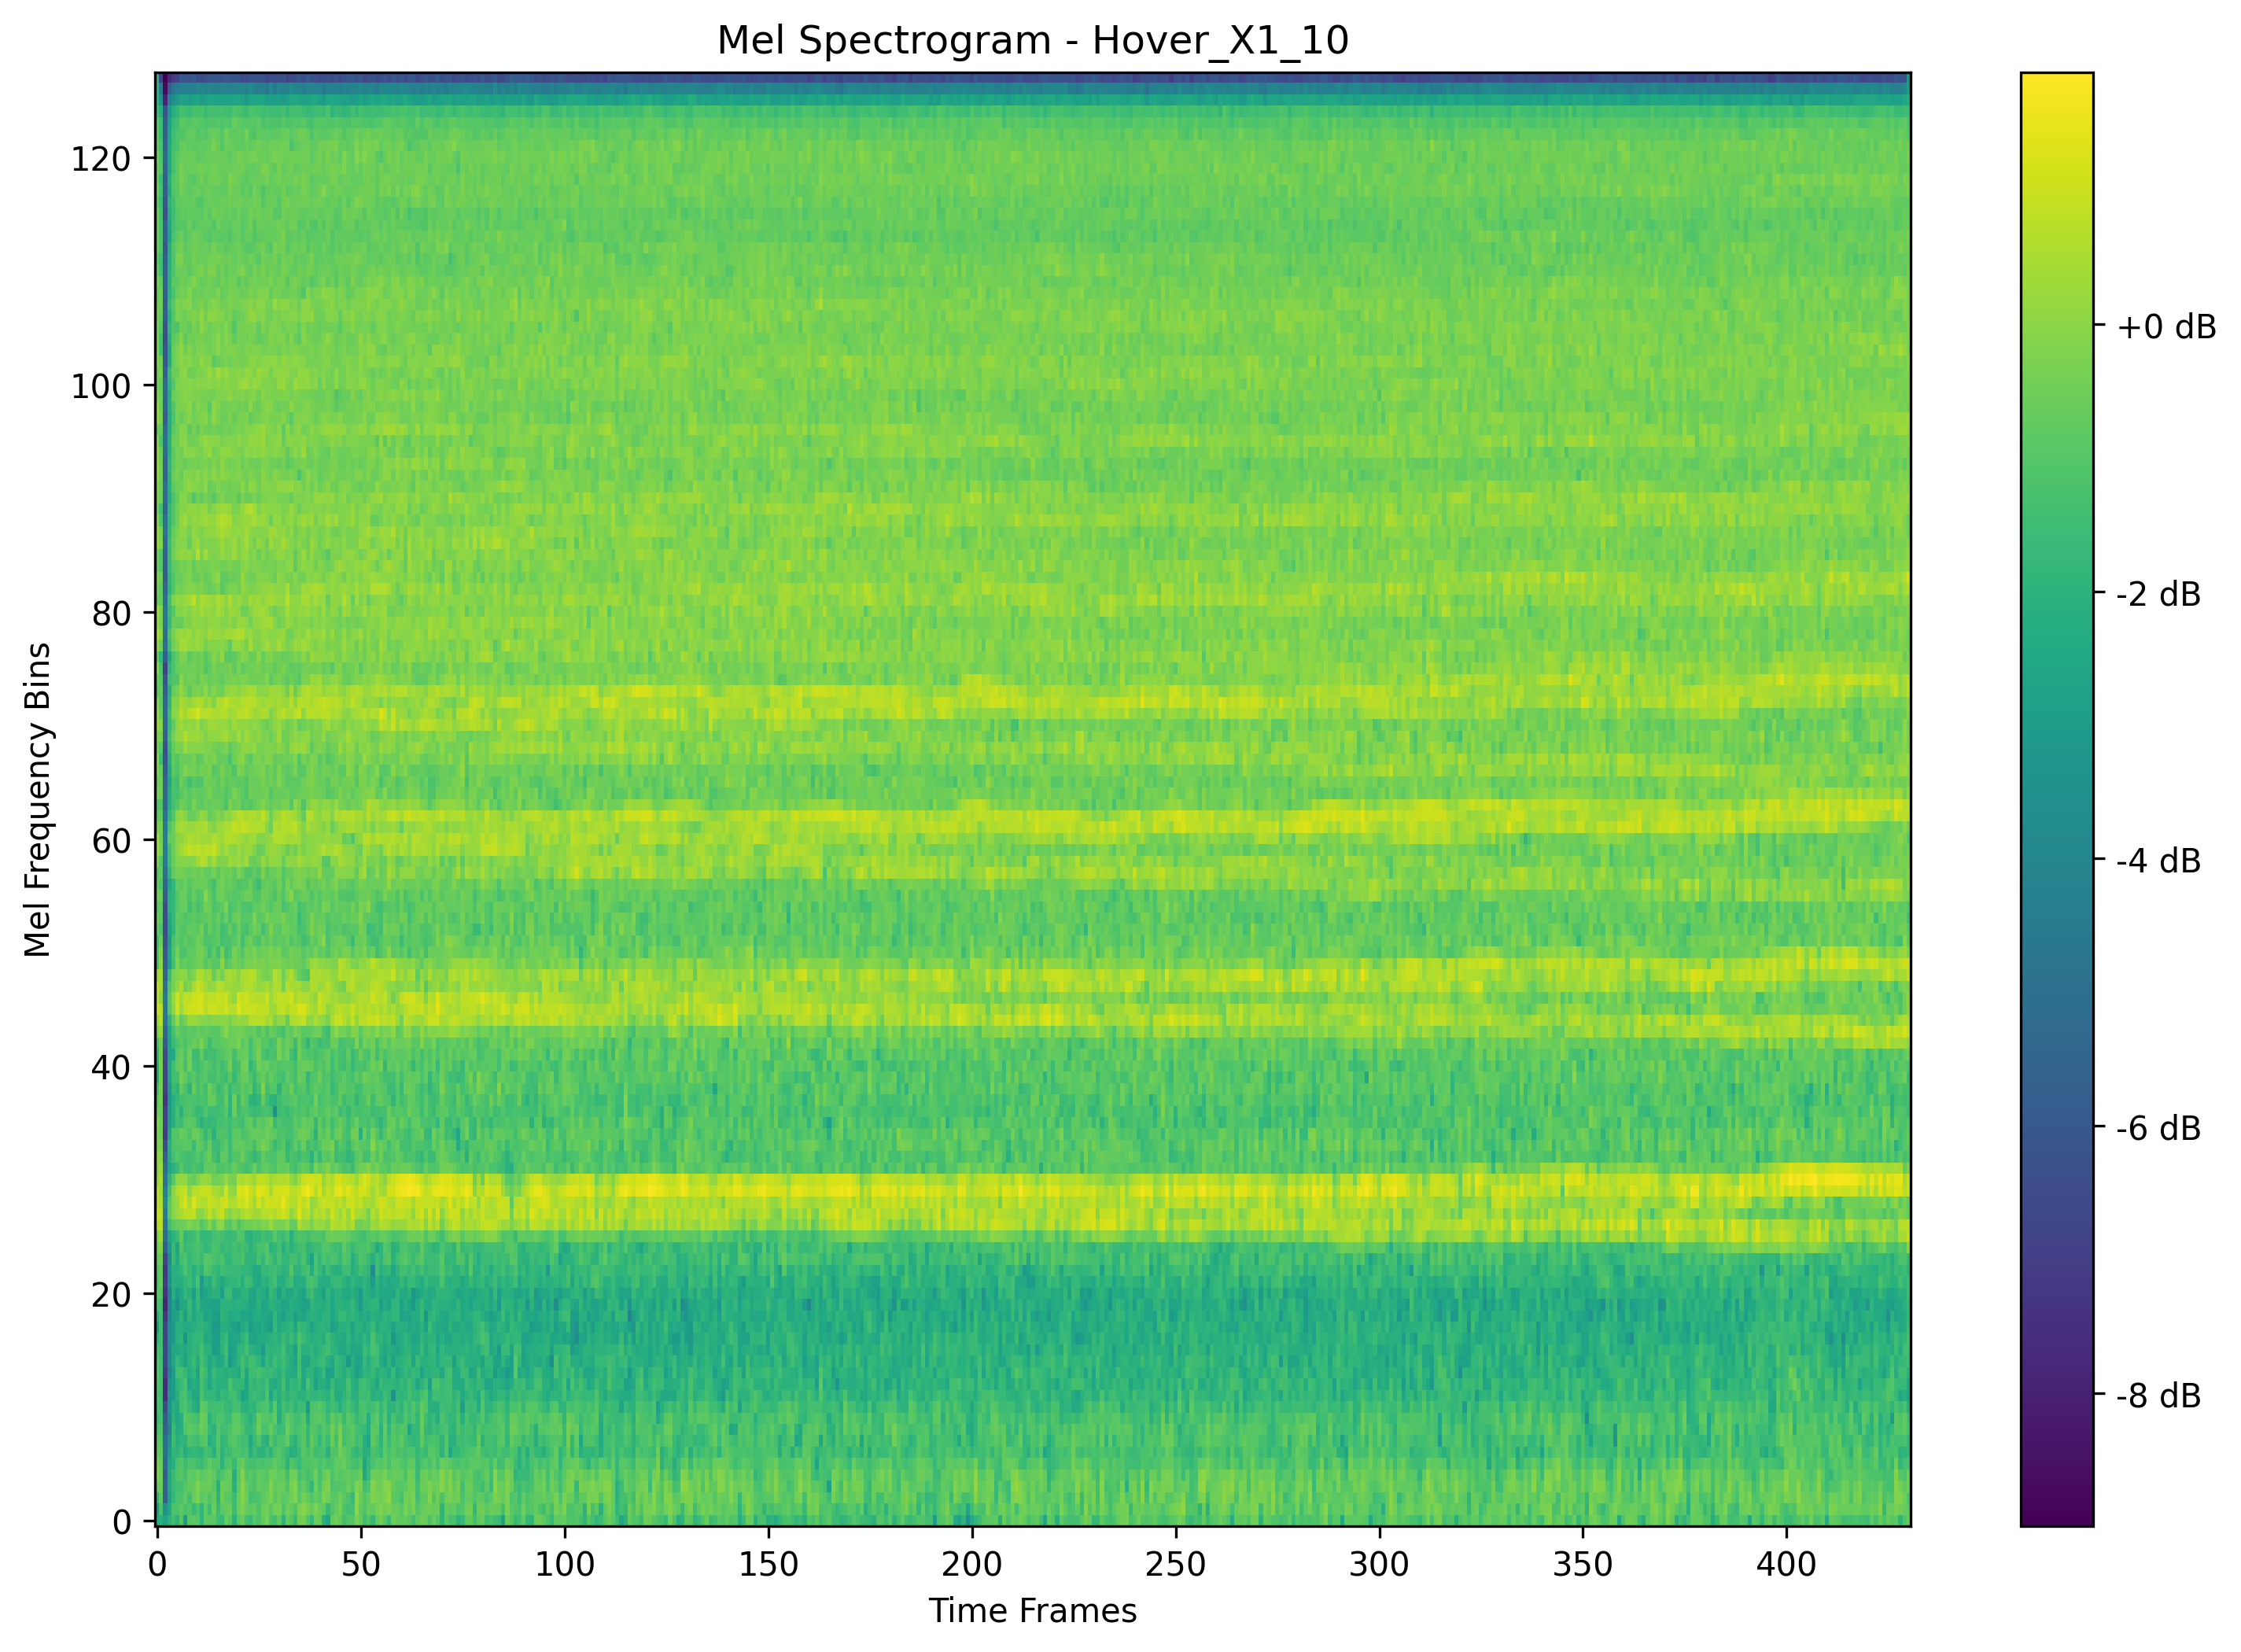 Mel Spectrogram - Hover_X1_10
120
100
80
60
40
20
0
Mel Frequency Bins
0 50 100 150 200 250 300 350 400
Time Frames
+0 dB
-2 dB
-4 dB
-6 dB
-8 dB